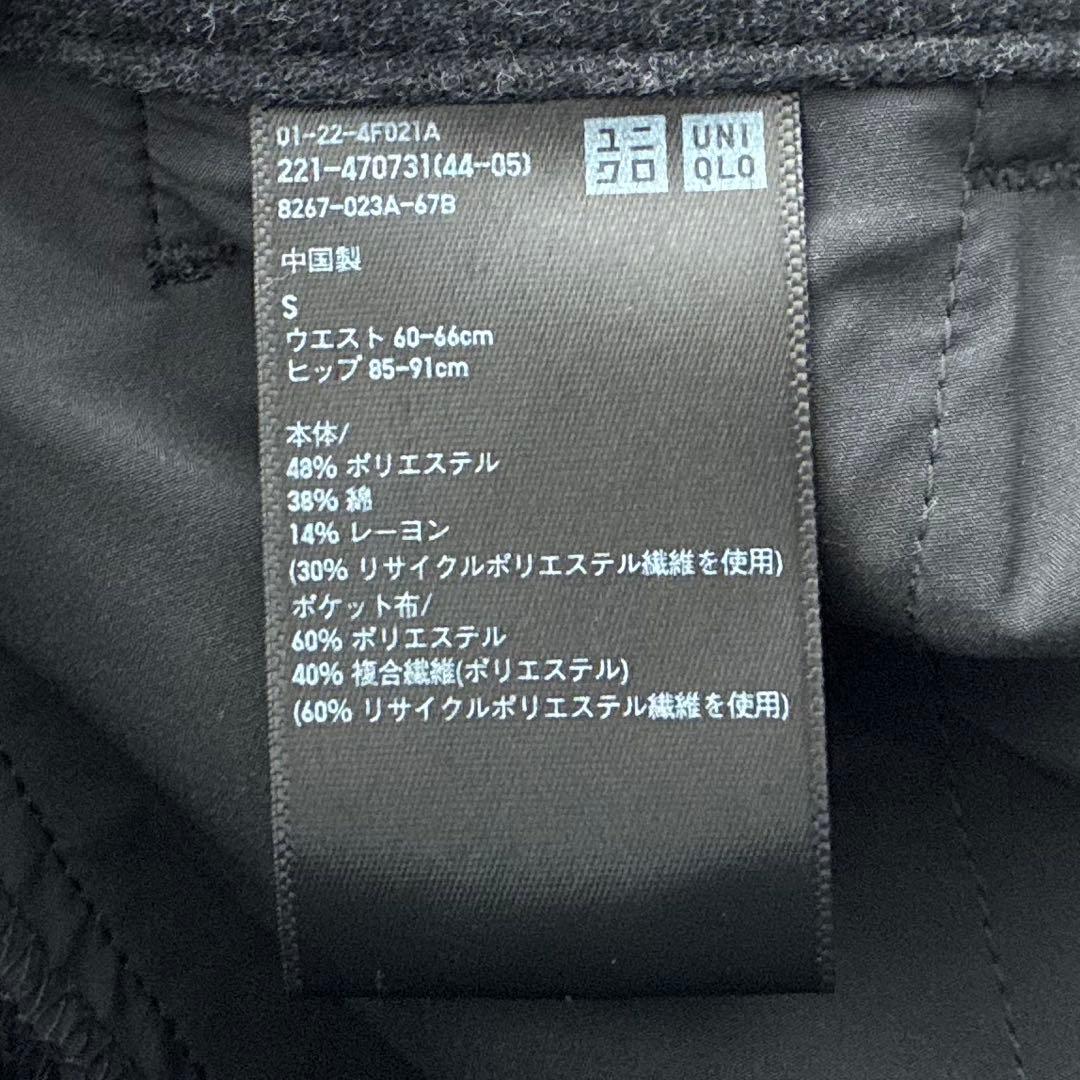 01-22-4F021A
221-470731(44-05)
8267-023A-67B
ユニ
クロ
UNI
QLO
中国製
S
ウエスト 60-66cm
ヒップ 85-91cm
本体/
48% ポリエステル
38% 綿
14% レーヨン
(30% リサイクルポリエステル繊維を使用)
ポケット布/
60% ポリエステル
40% 複合繊維(ポリエステル)
(60% リサイクルポリエステル繊維を使用)